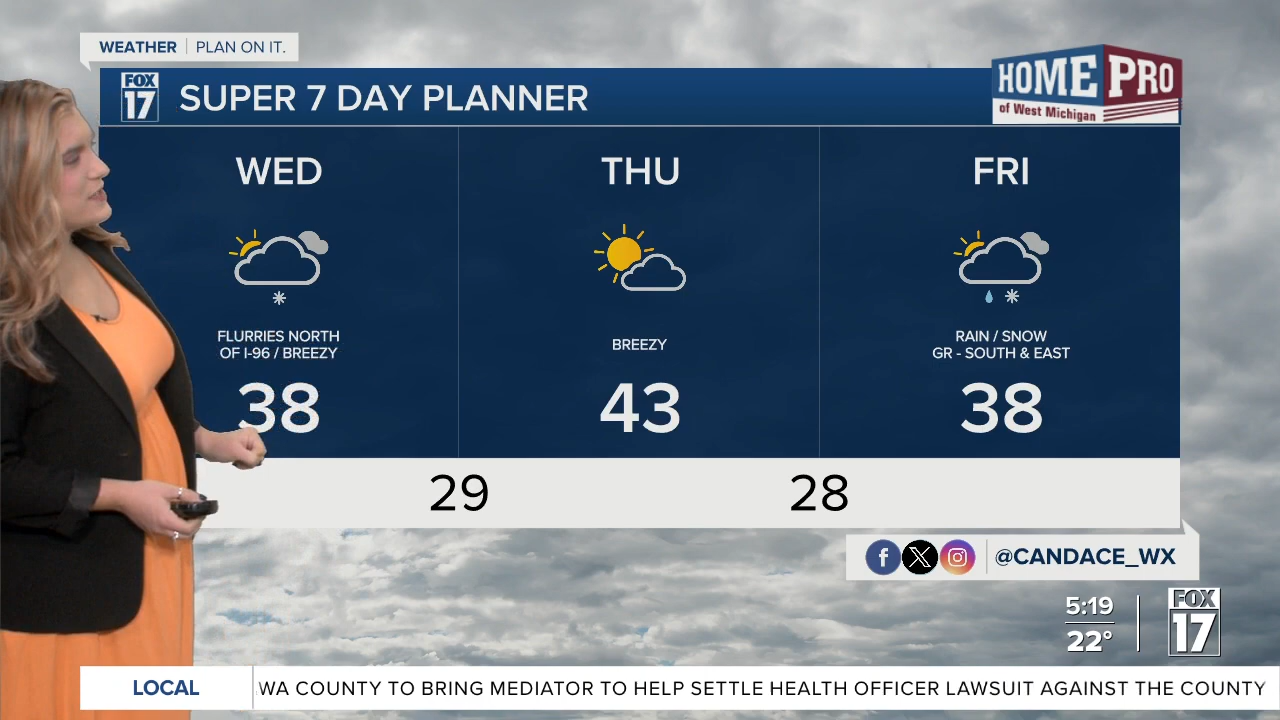 WEATHER | PLAN ON IT.
FOX 17
SUPER 7 DAY PLANNER
HOME PRO
of West Michigan
WED
THU
FRI
FLURRIES NORTH
OF I-96 / BREEZY
BREEZY
RAIN / SNOW
GR - SOUTH & EAST
38
43
38
29
28
@CANDACE_WX
5:19
22°
FOX 17
LOCAL
WA COUNTY TO BRING MEDIATOR TO HELP SETTLE HEALTH OFFICER LAWSUIT AGAINST THE COUNTY